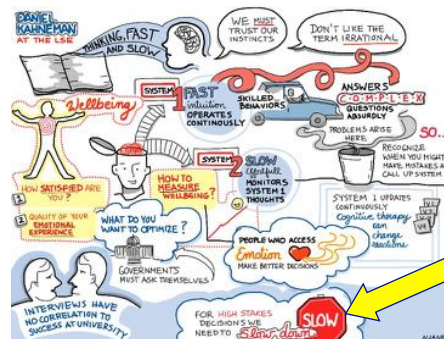 DANIEL
KAHNEMAN
AT THE LSE
THINKING, FAST
AND SLOW
WE MUST
TRUST OUR
INSTINCTS
DON'T LIKE THE
TERM IRRATIONAL
Wellbeing
SYSTEM
1 FAST
intuition
OPERATES
CONTINOUSLY
SKILLED
BEHAVIORS
ANSWERS
COMPLEX
QUESTIONS
ABSURDLY
PROBLEMS ARISE
HERE
SO..
RECOGNIZE
WHEN YOU MIGHT
MAKE MISTAKES A
CALL UP SYSTEM
SYSTEM
2 SLOW
effortfull
MONITORS
SYSTEM 1
THOUGHTS
HOW SATISFIED ARE
YOU?
1
2
QUALITY OF YOUR
EMOTIONAL
EXPERIENCE
HOW TO
MEASURE
WELLBEING?
WHAT DO YOU
WANT TO OPTIMIZE?
GOVERNMENTS
MUST ASK THEMSELVES
PEOPLE WHO ACCESS
Emotion
MAKE BETTER DECISIONS
SYSTEM 1 UPDATES
CONTINUOUSLY
Cognitive therapy
can
change
reactions
INTERVIEWS HAVE
NO CORRELATION TO
SUCCESS AT UNIVERSITY
FOR HIGH STAKES
DECISIONS WE
NEED TO Slow down
SLOW